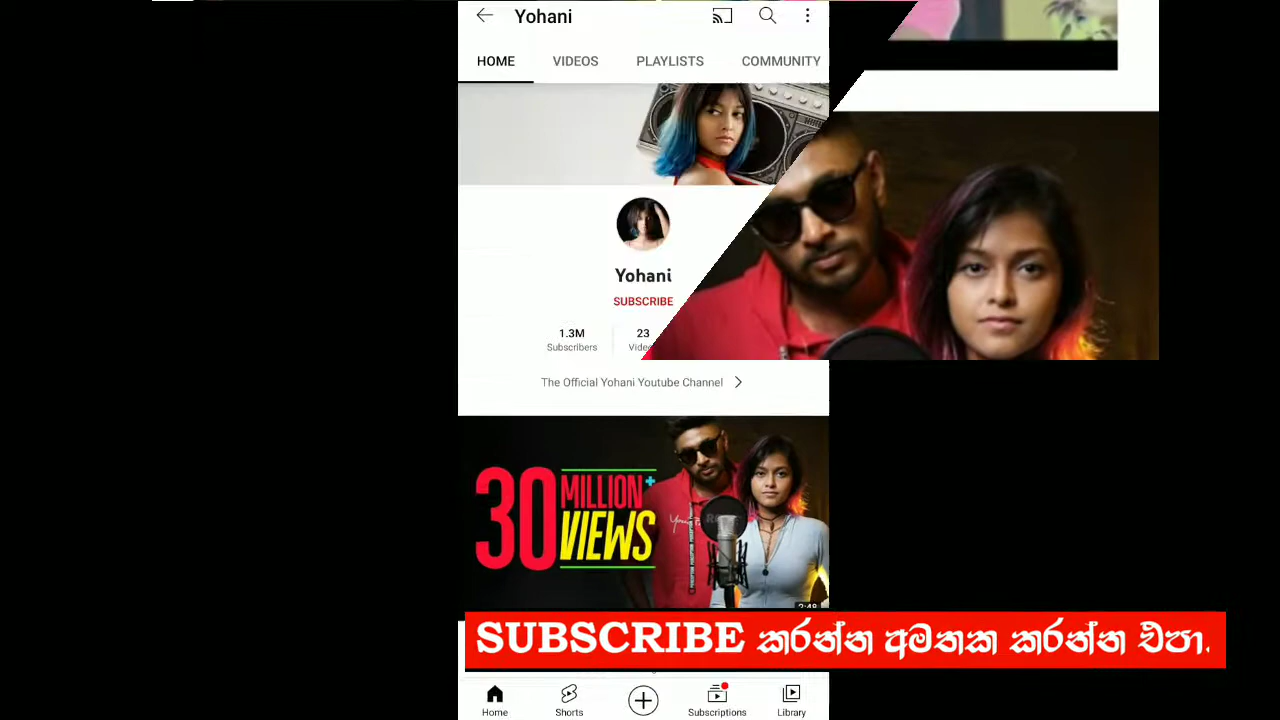 Yohani
HOME VIDEOS PLAYLISTS COMMUNITY
Yohani
SUBSCRIBE
1.3M 23
Subscribers
The Official Yohani Youtube Channel
30 MILLION+
VIEWS
SUBSCRIBE කරන්න අමතක කරන්න එපා.
Home Shorts Subscriptions Library